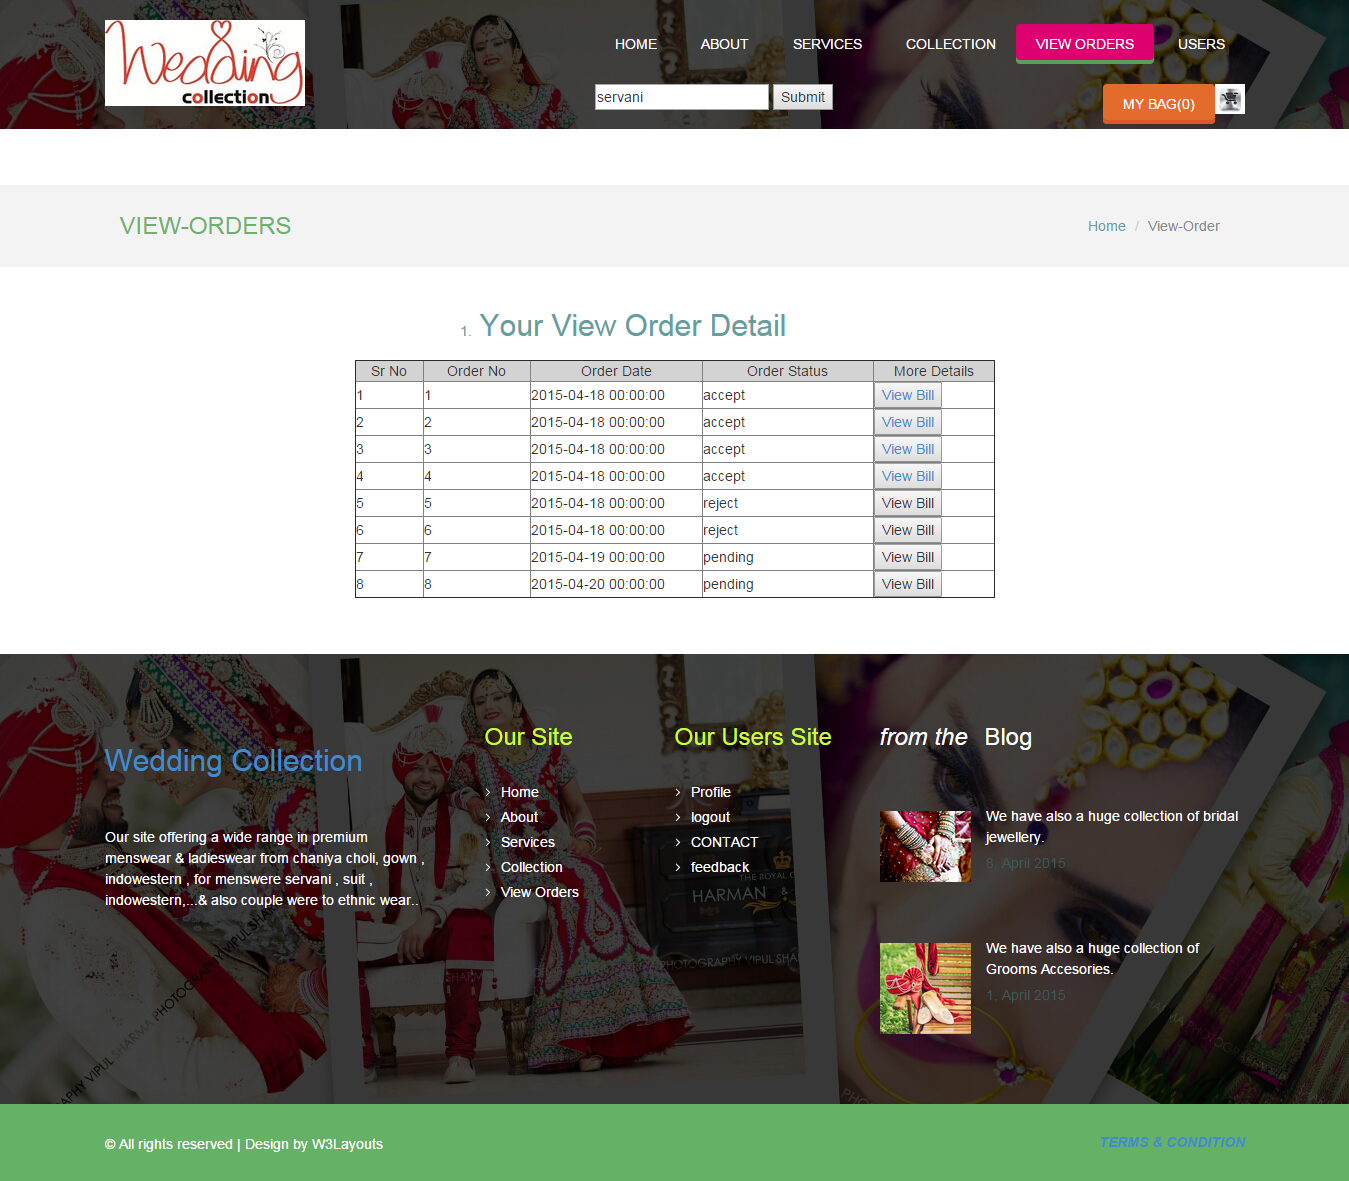 Wedding
collection
HOME ABOUT SERVICES COLLECTION VIEW ORDERS USERS
servani Submit
MY BAG(0)
VIEW-ORDERS
Home / View-Order
1. Your View Order Detail
Sr No Order No Order Date Order Status More Details
1 1 2015-04-18 00:00:00 accept View Bill
2 2 2015-04-18 00:00:00 accept View Bill
3 3 2015-04-18 00:00:00 accept View Bill
4 4 2015-04-18 00:00:00 accept View Bill
5 5 2015-04-18 00:00:00 reject View Bill
6 6 2015-04-18 00:00:00 reject View Bill
7 7 2015-04-19 00:00:00 pending View Bill
8 8 2015-04-20 00:00:00 pending View Bill
Wedding Collection
Our site offering a wide range in premium
menswear & ladieswear from chaniya choli, gown ,
indowestern , for menswere servani , suit ,
indowestern,...& also couple were to ethnic wear..
Our Site
Home
About
Services
Collection
View Orders
Our Users Site
Profile
logout
CONTACT
feedback
from the Blog
We have also a huge collection of bridal
jewellery.
8, April 2015
We have also a huge collection of
Grooms Accesories.
1, April 2015
THE ROYAL
HARMAN &
PHOTOGRAPHY VIPUL SHARMA
PHOTOGRAPHY VIPUL SHARMA
© All rights reserved | Design by W3Layouts
TERMS & CONDITION